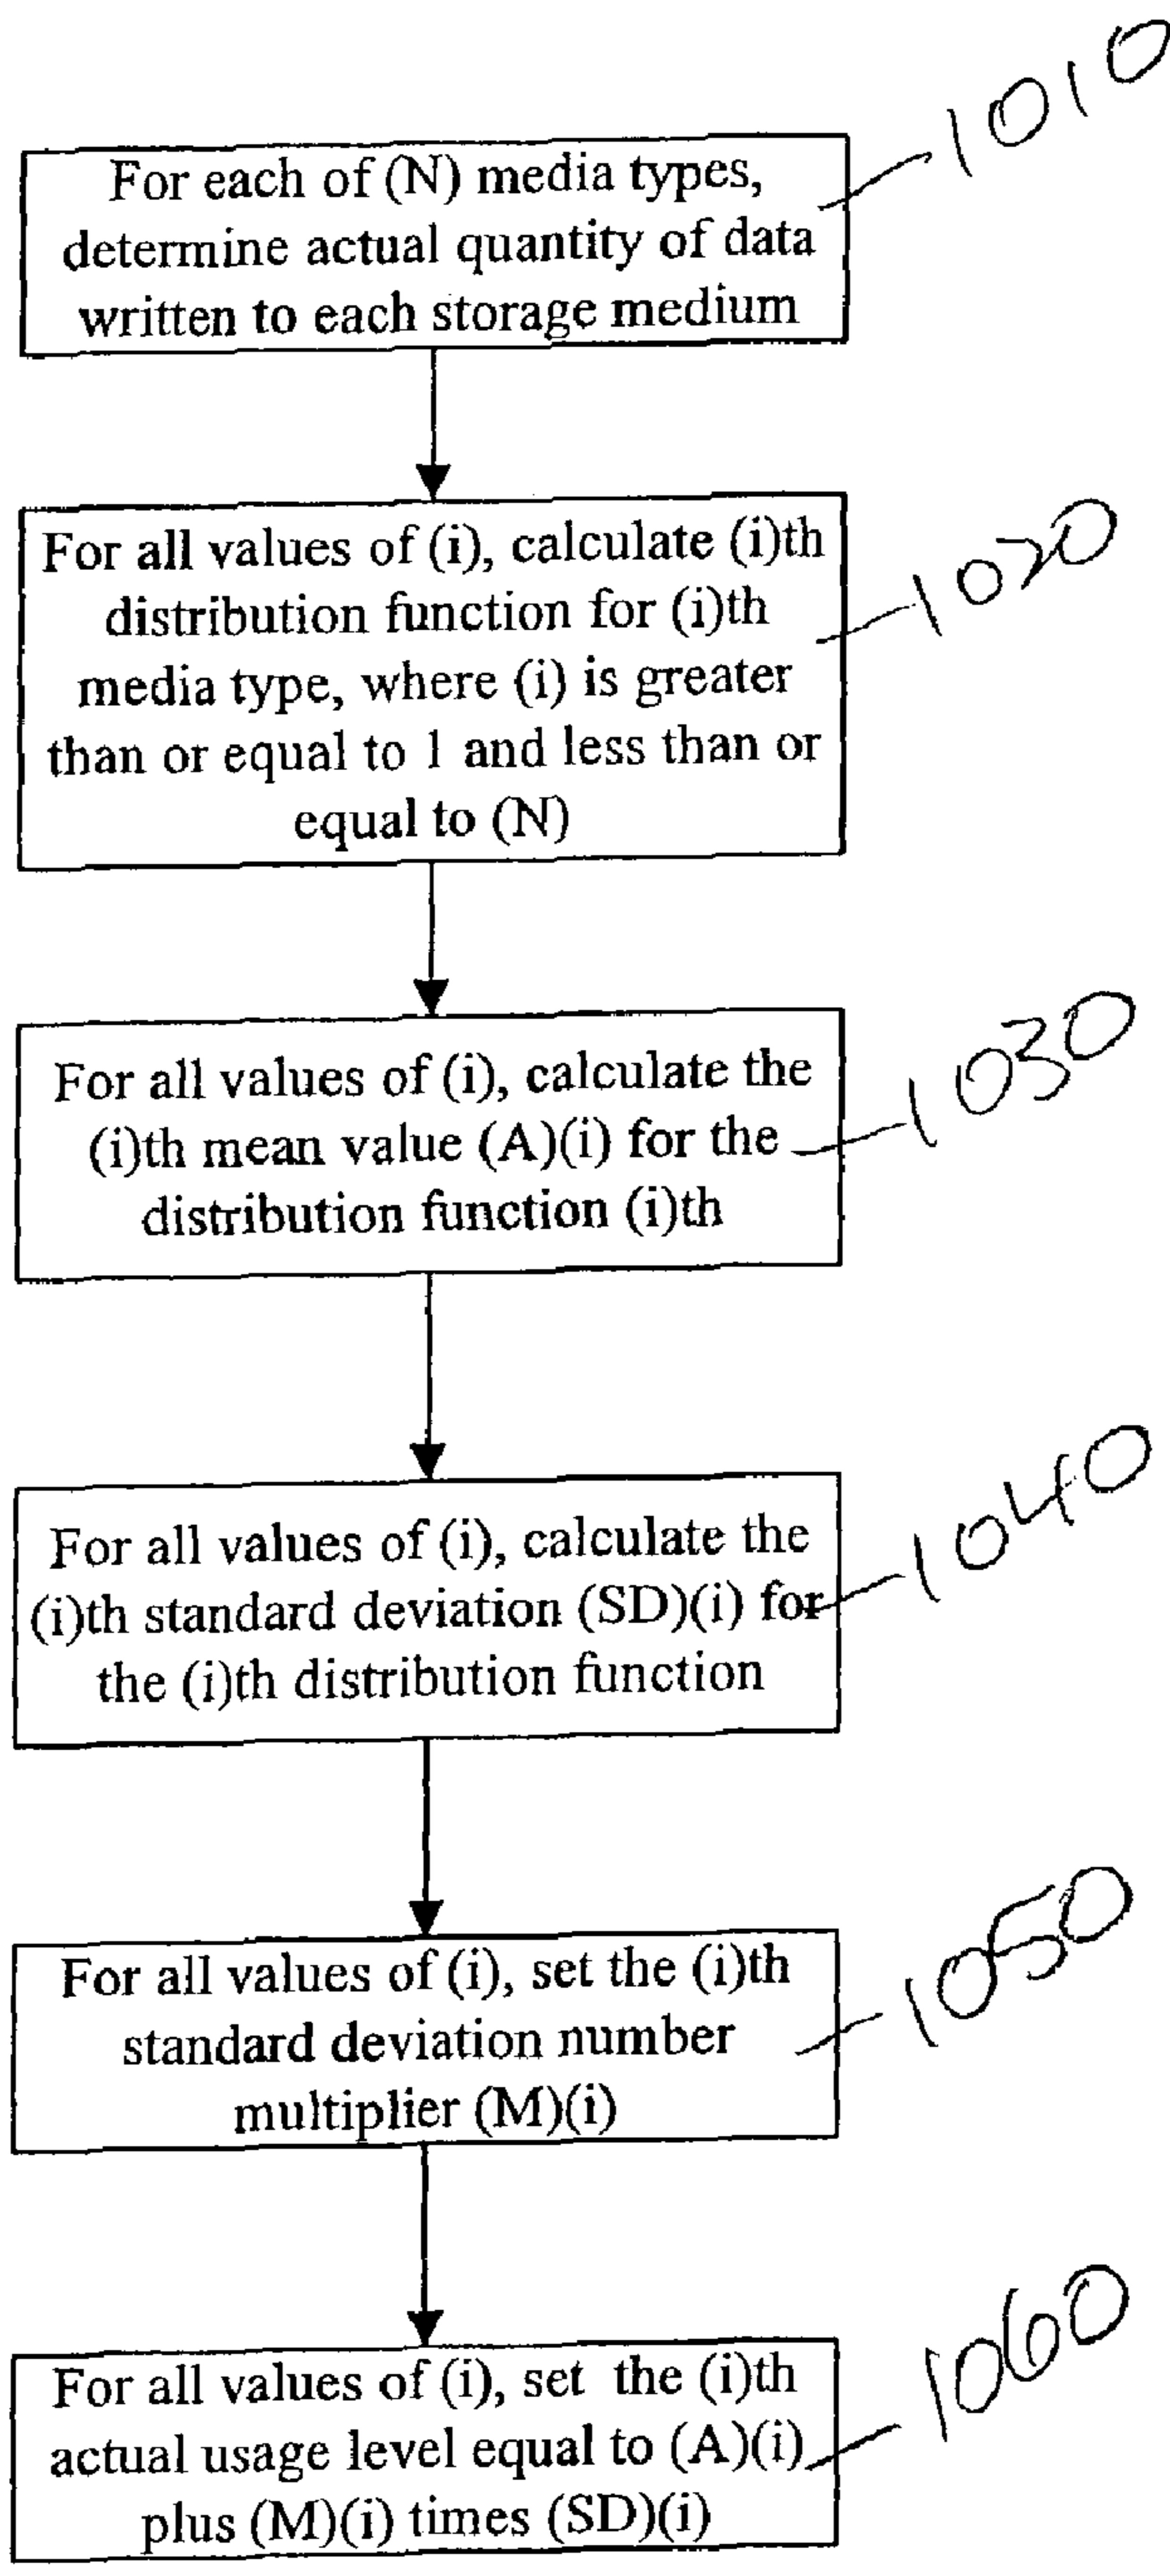 1010
For each of (N) media types,
determine actual quantity of data
written to each storage medium
1020
For all values of (i), calculate (i)th
distribution function for (i)th
media type, where (i) is greater
than or equal to 1 and less than or
equal to (N)
1030
For all values of (i), calculate the
(i)th mean value (A)(i) for the
distribution function (i)th
1040
For all values of (i), calculate the
(i)th standard deviation (SD)(i) for
the (i)th distribution function
1050
For all values of (i), set the (i)th
standard deviation number
multiplier (M)(i)
1060
For all values of (i), set the (i)th
actual usage level equal to (A)(i)
plus (M)(i) times (SD)(i)